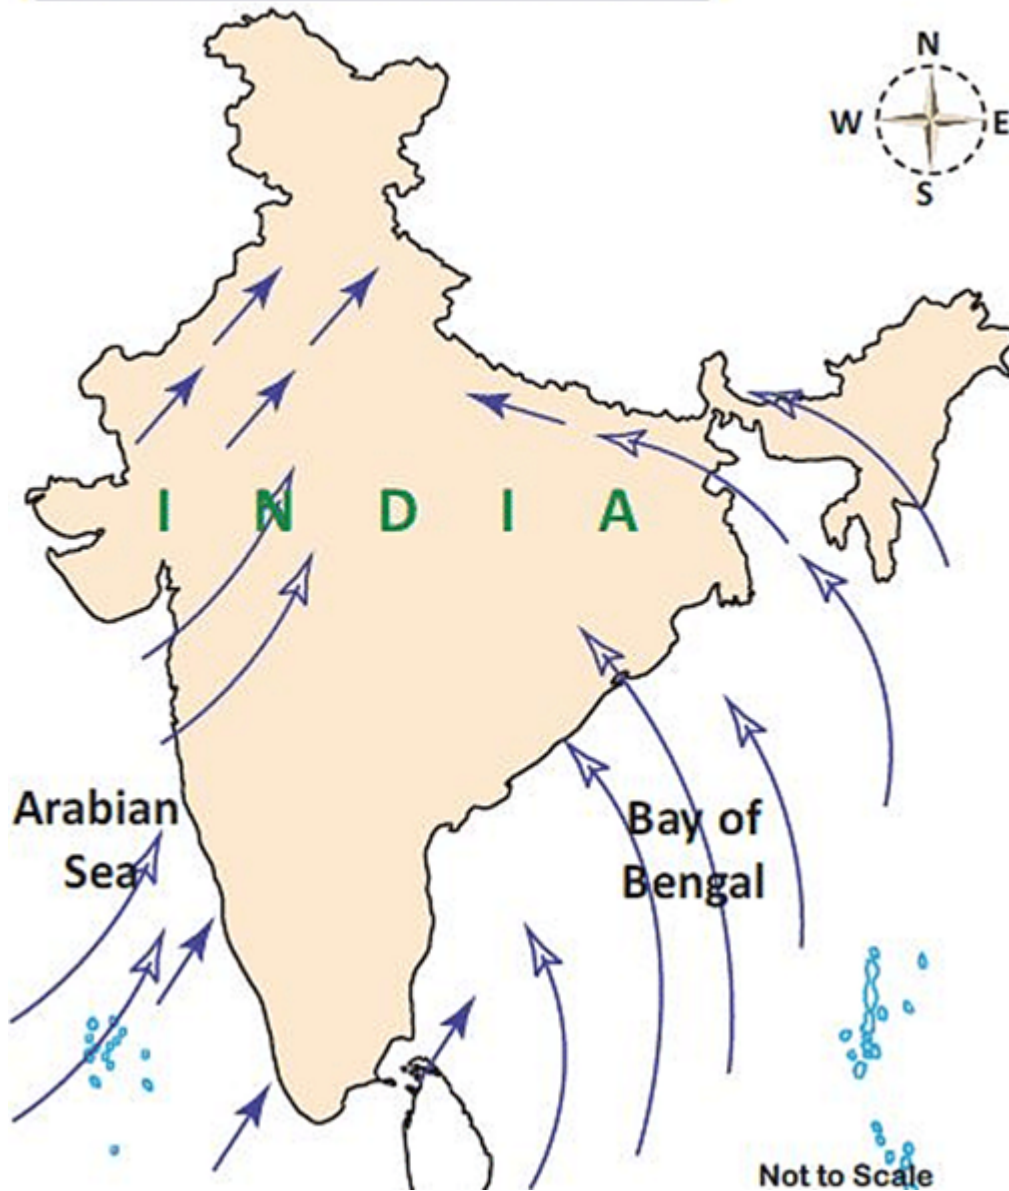 N
W E
S
I N D I A
Arabian
Sea
Bay of
Bengal
Not to Scale